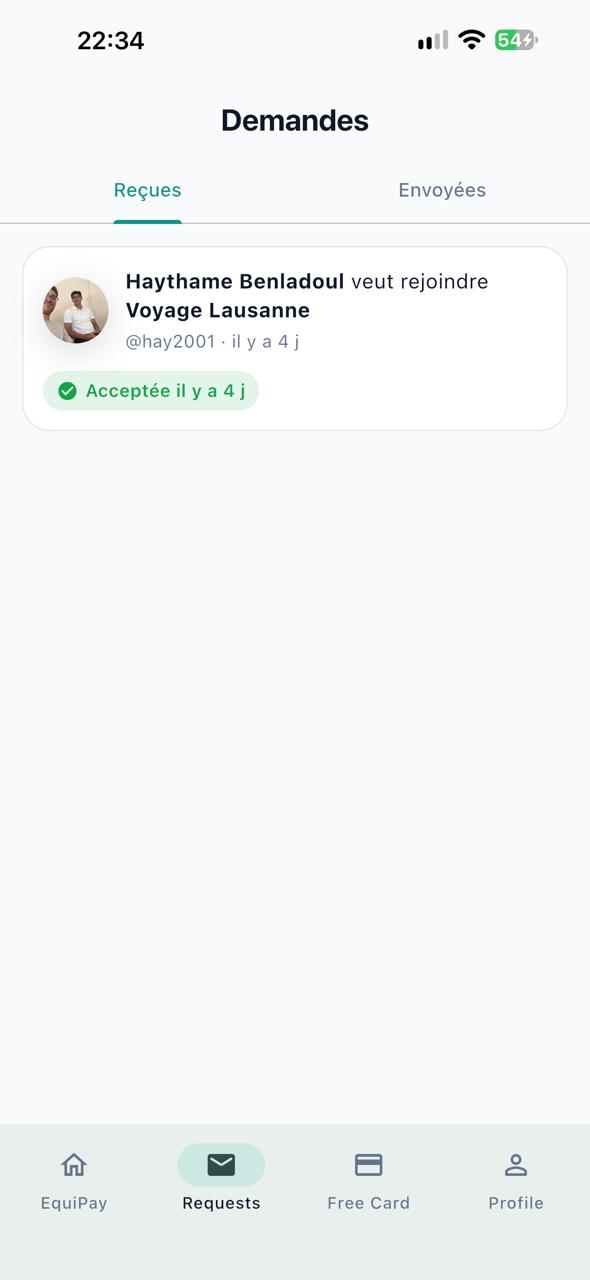 22:34
54
Demandes
Reçues
Envoyées
Haythame Benladoul veut rejoindre
Voyage Lausanne
@hay2001 · il y a 4 j
Acceptée il y a 4 j
EquiPay
Requests
Free Card
Profile